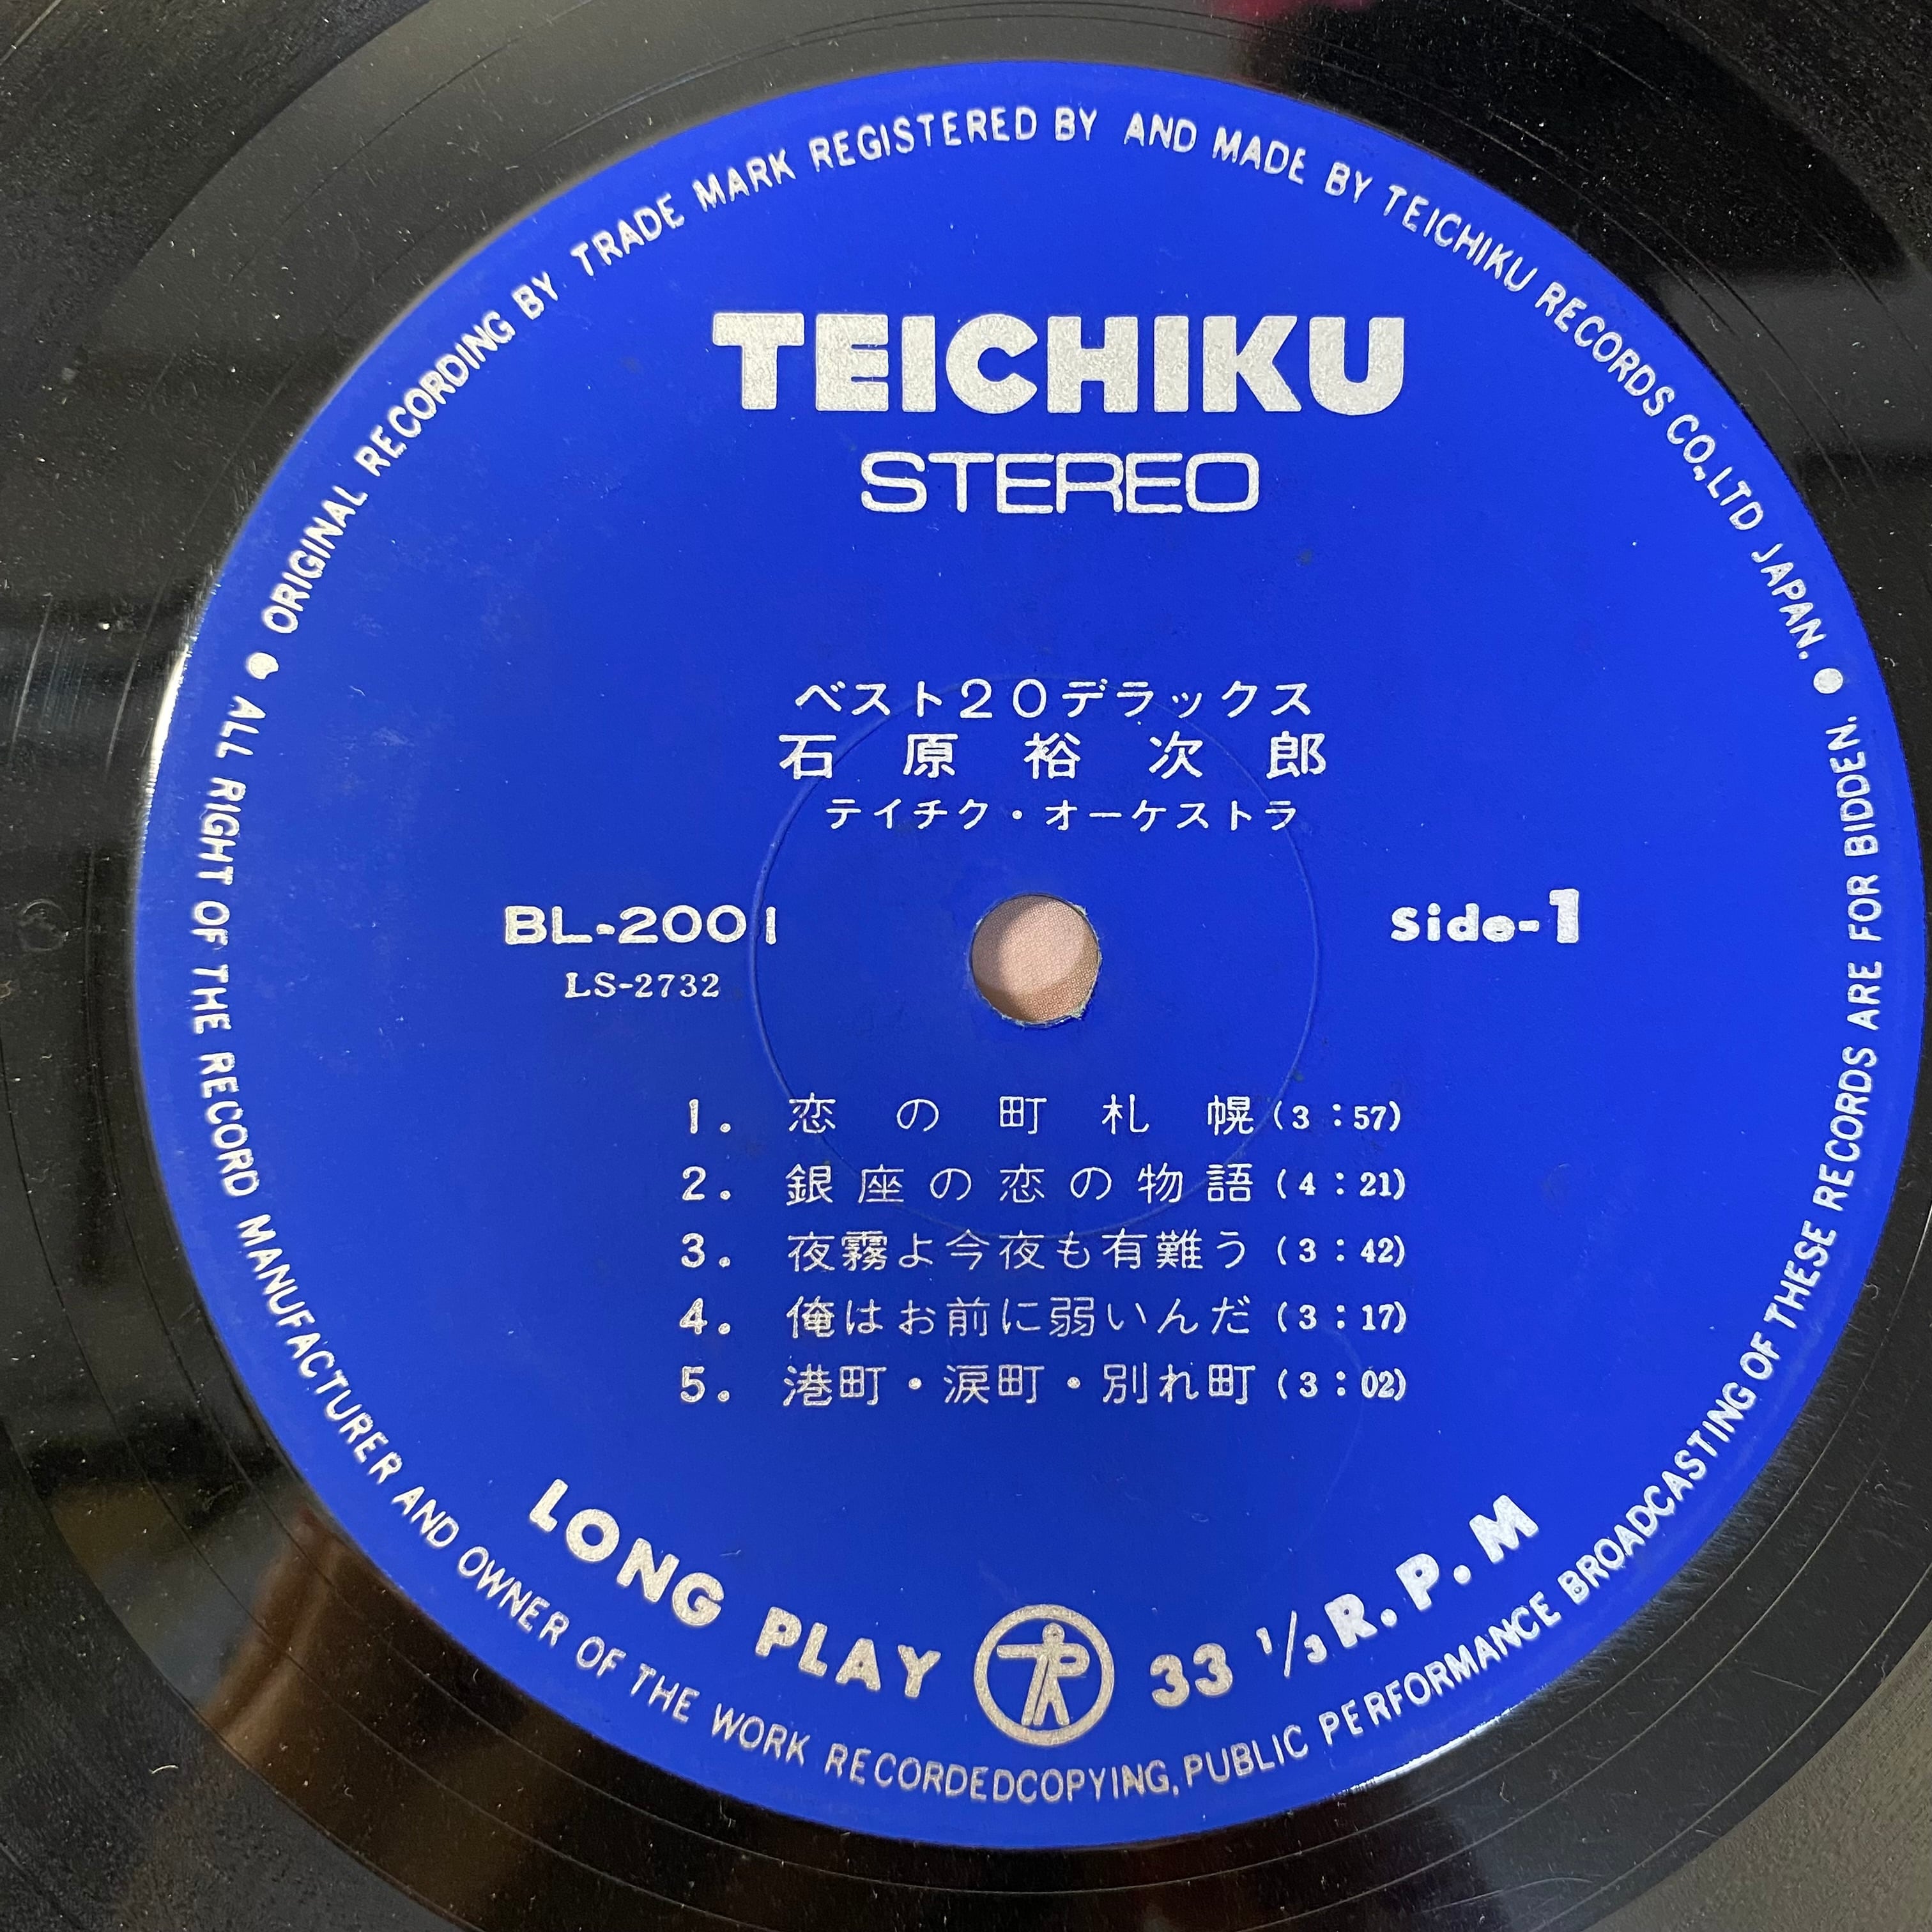 ORIGINAL RECORDING BY TRADE MARK REGISTERED BY AND MADE BY TEICHIKU RECORDS CO., LTD JAPAN.
TEICHIKU
STEREO
ベスト20デラックス
石原裕次郎
テイチク・オーケストラ
BL-2001
LS-2732
Side-1
1. 恋の町札幌 (3:57)
2. 銀座の恋の物語 (4:21)
3. 夜霧よ今夜も有難う (3:42)
4. 俺はお前に弱いんだ (3:17)
5. 港町・涙町・別れ町 (3:02)
LONG PLAY 33 1/3 R.P.M
ALL RIGHT OF THE RECORD MANUFACTURER AND OWNER OF THE WORK RECORDEDCOPYING, PUBLIC PERFORMANCE BROADCASTING OF THESE RECORDS ARE FOR BIDDEN.